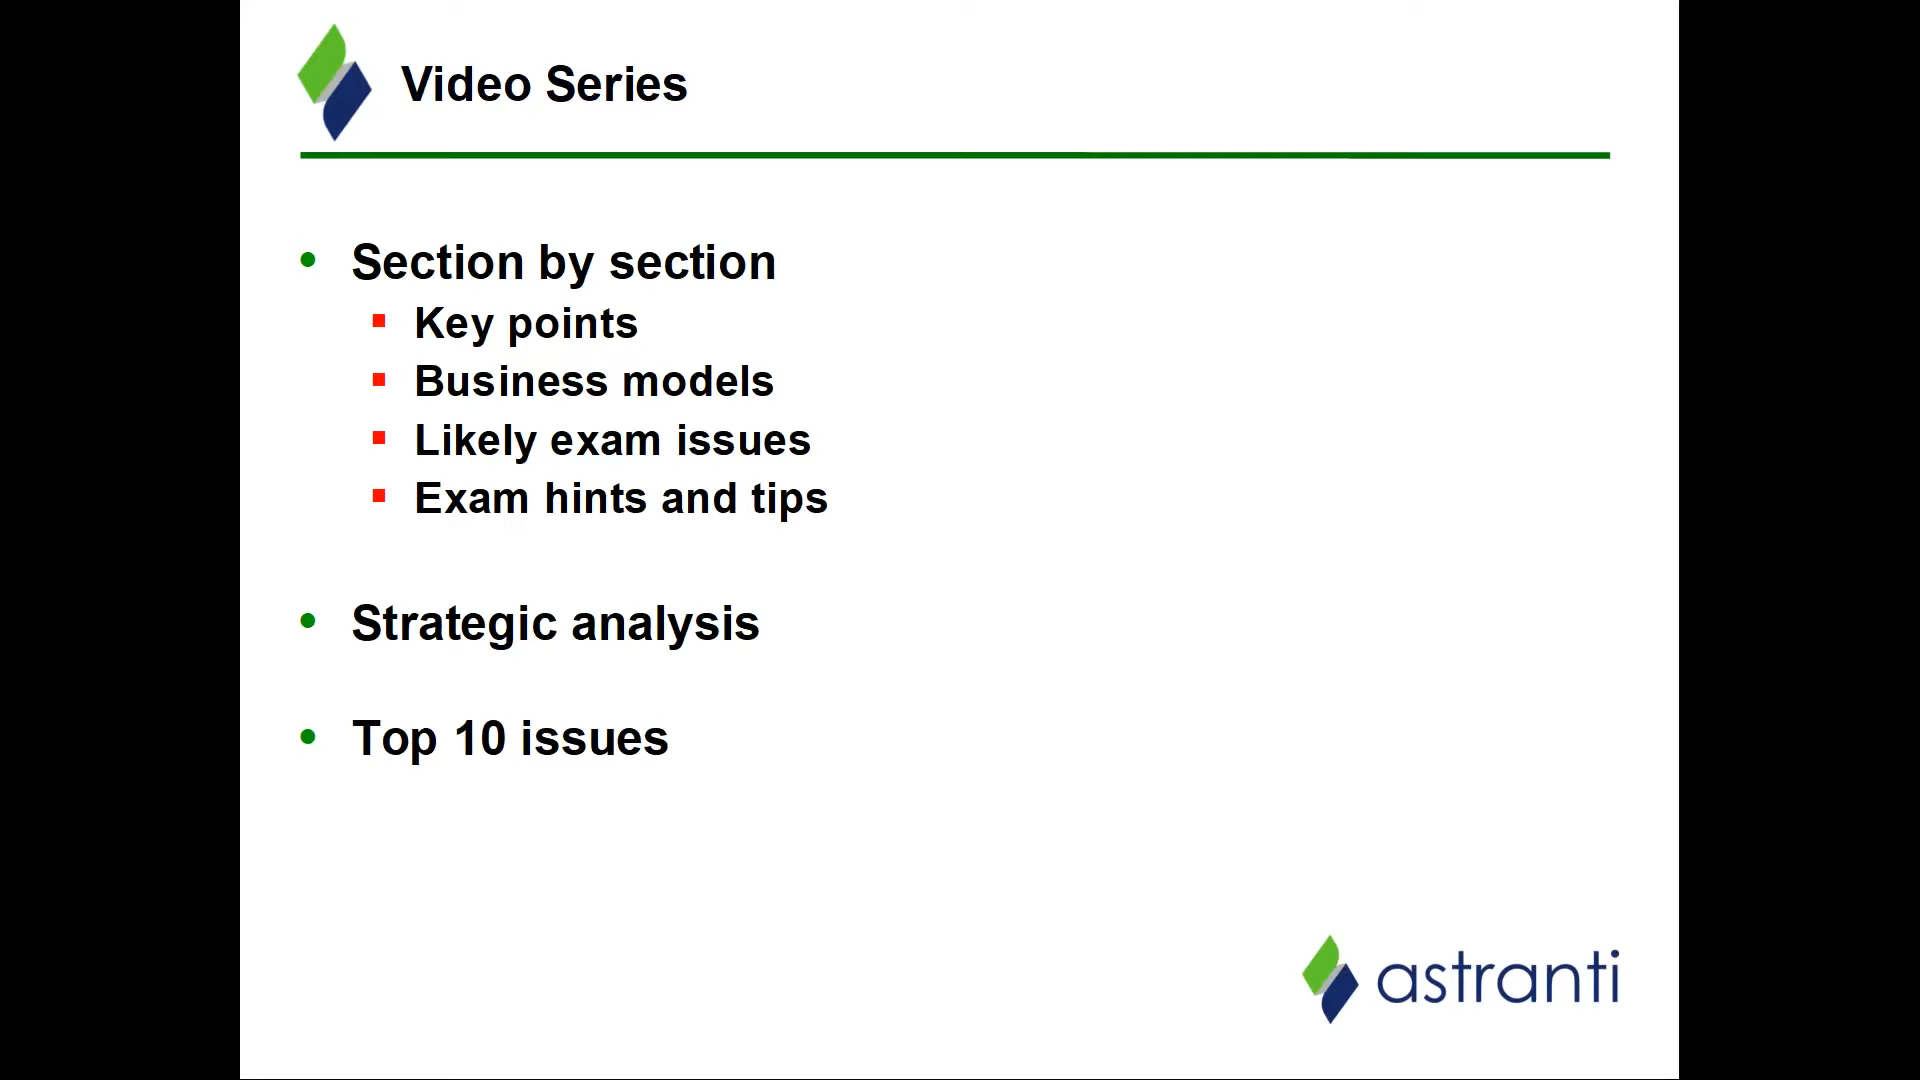 Video Series
Section by section
Key points
Business models
Likely exam issues
Exam hints and tips
Strategic analysis
Top 10 issues
astranti